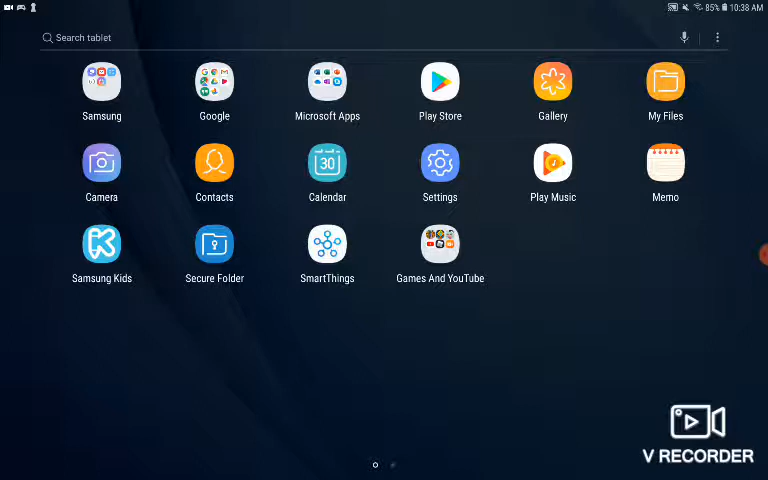 85% 10:38 AM
Search tablet
Samsung
Google
Microsoft Apps
Play Store
Gallery
My Files
Camera
Contacts
30
Calendar
Settings
Play Music
Memo
Samsung Kids
Secure Folder
SmartThings
Games And YouTube
V RECORDER